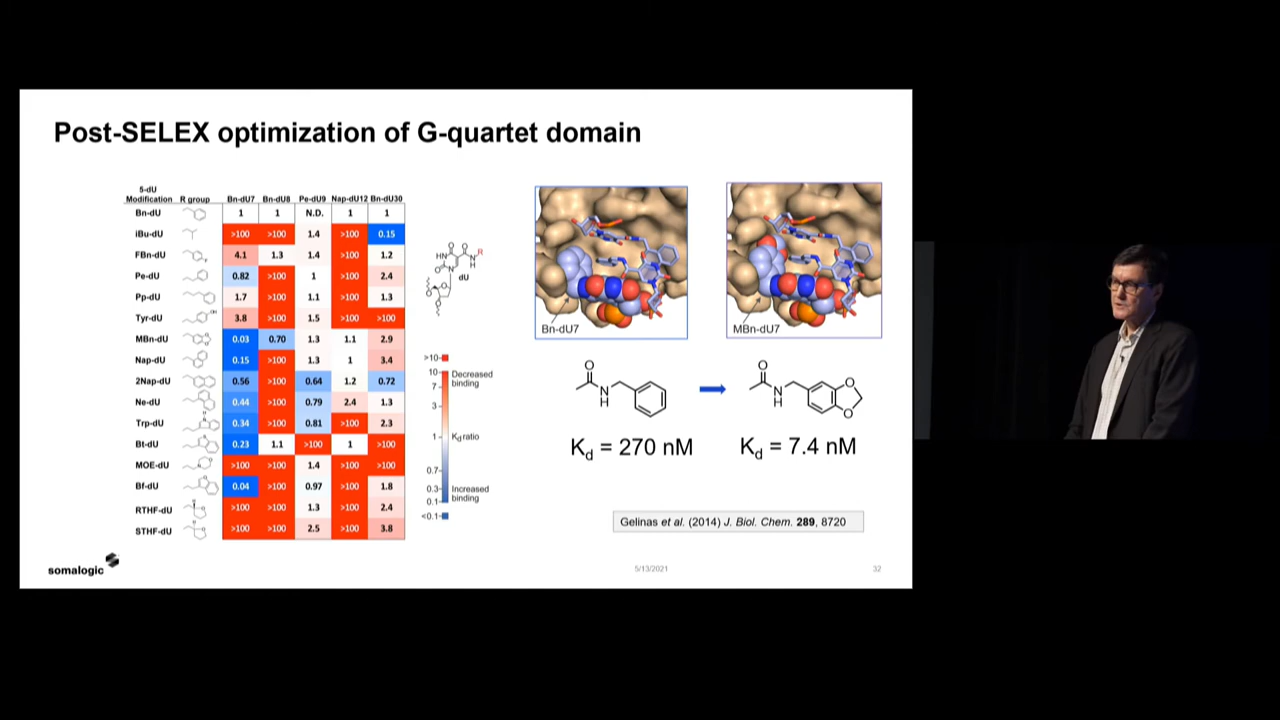 Post-SELEX optimization of G-quartet domain
5-dU
Modification R group Bn-dU7 Bn-dU8 Pe-dU9 Nap-dU12 Bn-dU30
Bn-dU 1 1 N.D. 1 1
iBu-dU >100 >100 1.4 >100 0.15
FBn-dU 4.1 1.3 1.4 >100 1.2
Pe-dU 0.82 >100 1 >100 2.4
Pp-dU 1.7 >100 1.1 >100 1.3
Tyr-dU 3.8 >100 1.5 >100 >100
MBn-dU 0.03 0.70 1.3 1.1 2.9
Nap-dU 0.15 >100 1.3 1 3.4
2Nap-dU 0.56 >100 0.64 1.2 0.72
Ne-dU 0.44 >100 0.79 2.4 1.3
Trp-dU 0.34 >100 0.81 >100 2.3
Bt-dU 0.23 1.1 >100 1 >100
MOE-dU >100 >100 1.4 >100 >100
Bf-dU 0.04 >100 0.97 >100 1.8
RTHF-dU >100 >100 1.3 >100 2.4
STHF-dU >100 >100 2.5 >100 3.8
dU
>10
10 Decreased
7 binding
3
1 Kd ratio
0.7
0.3 Increased
0.1 binding
<0.1
Bn-dU7
MBn-dU7
Kd = 270 nM
Kd = 7.4 nM
Gelinas et al. (2014) J. Biol. Chem. 289, 8720
somalogic
5/13/2021
32